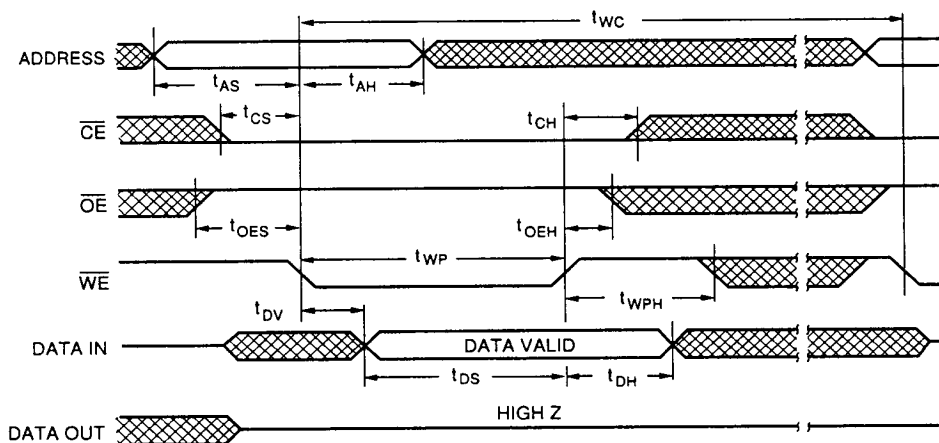 tWC
ADDRESS
tAS tAH
tCS tCH
CE
OE
tOES tOEH
tWP
WE
tWPH
tDV
DATA IN DATA VALID
tDS tDH
HIGH Z
DATA OUT